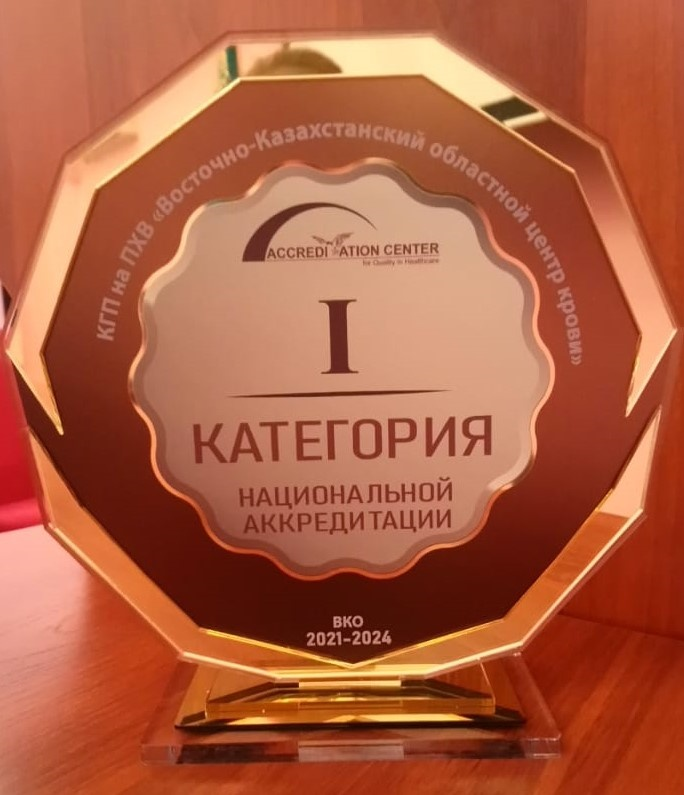 КГП на ПХВ «Восточно-Казахстанский областной центр крови»
ACCREDITATION CENTER
for Quality in Healthcare
I
КАТЕГОРИЯ
НАЦИОНАЛЬНОЙ
АККРЕДИТАЦИИ
ВКО
2021-2024